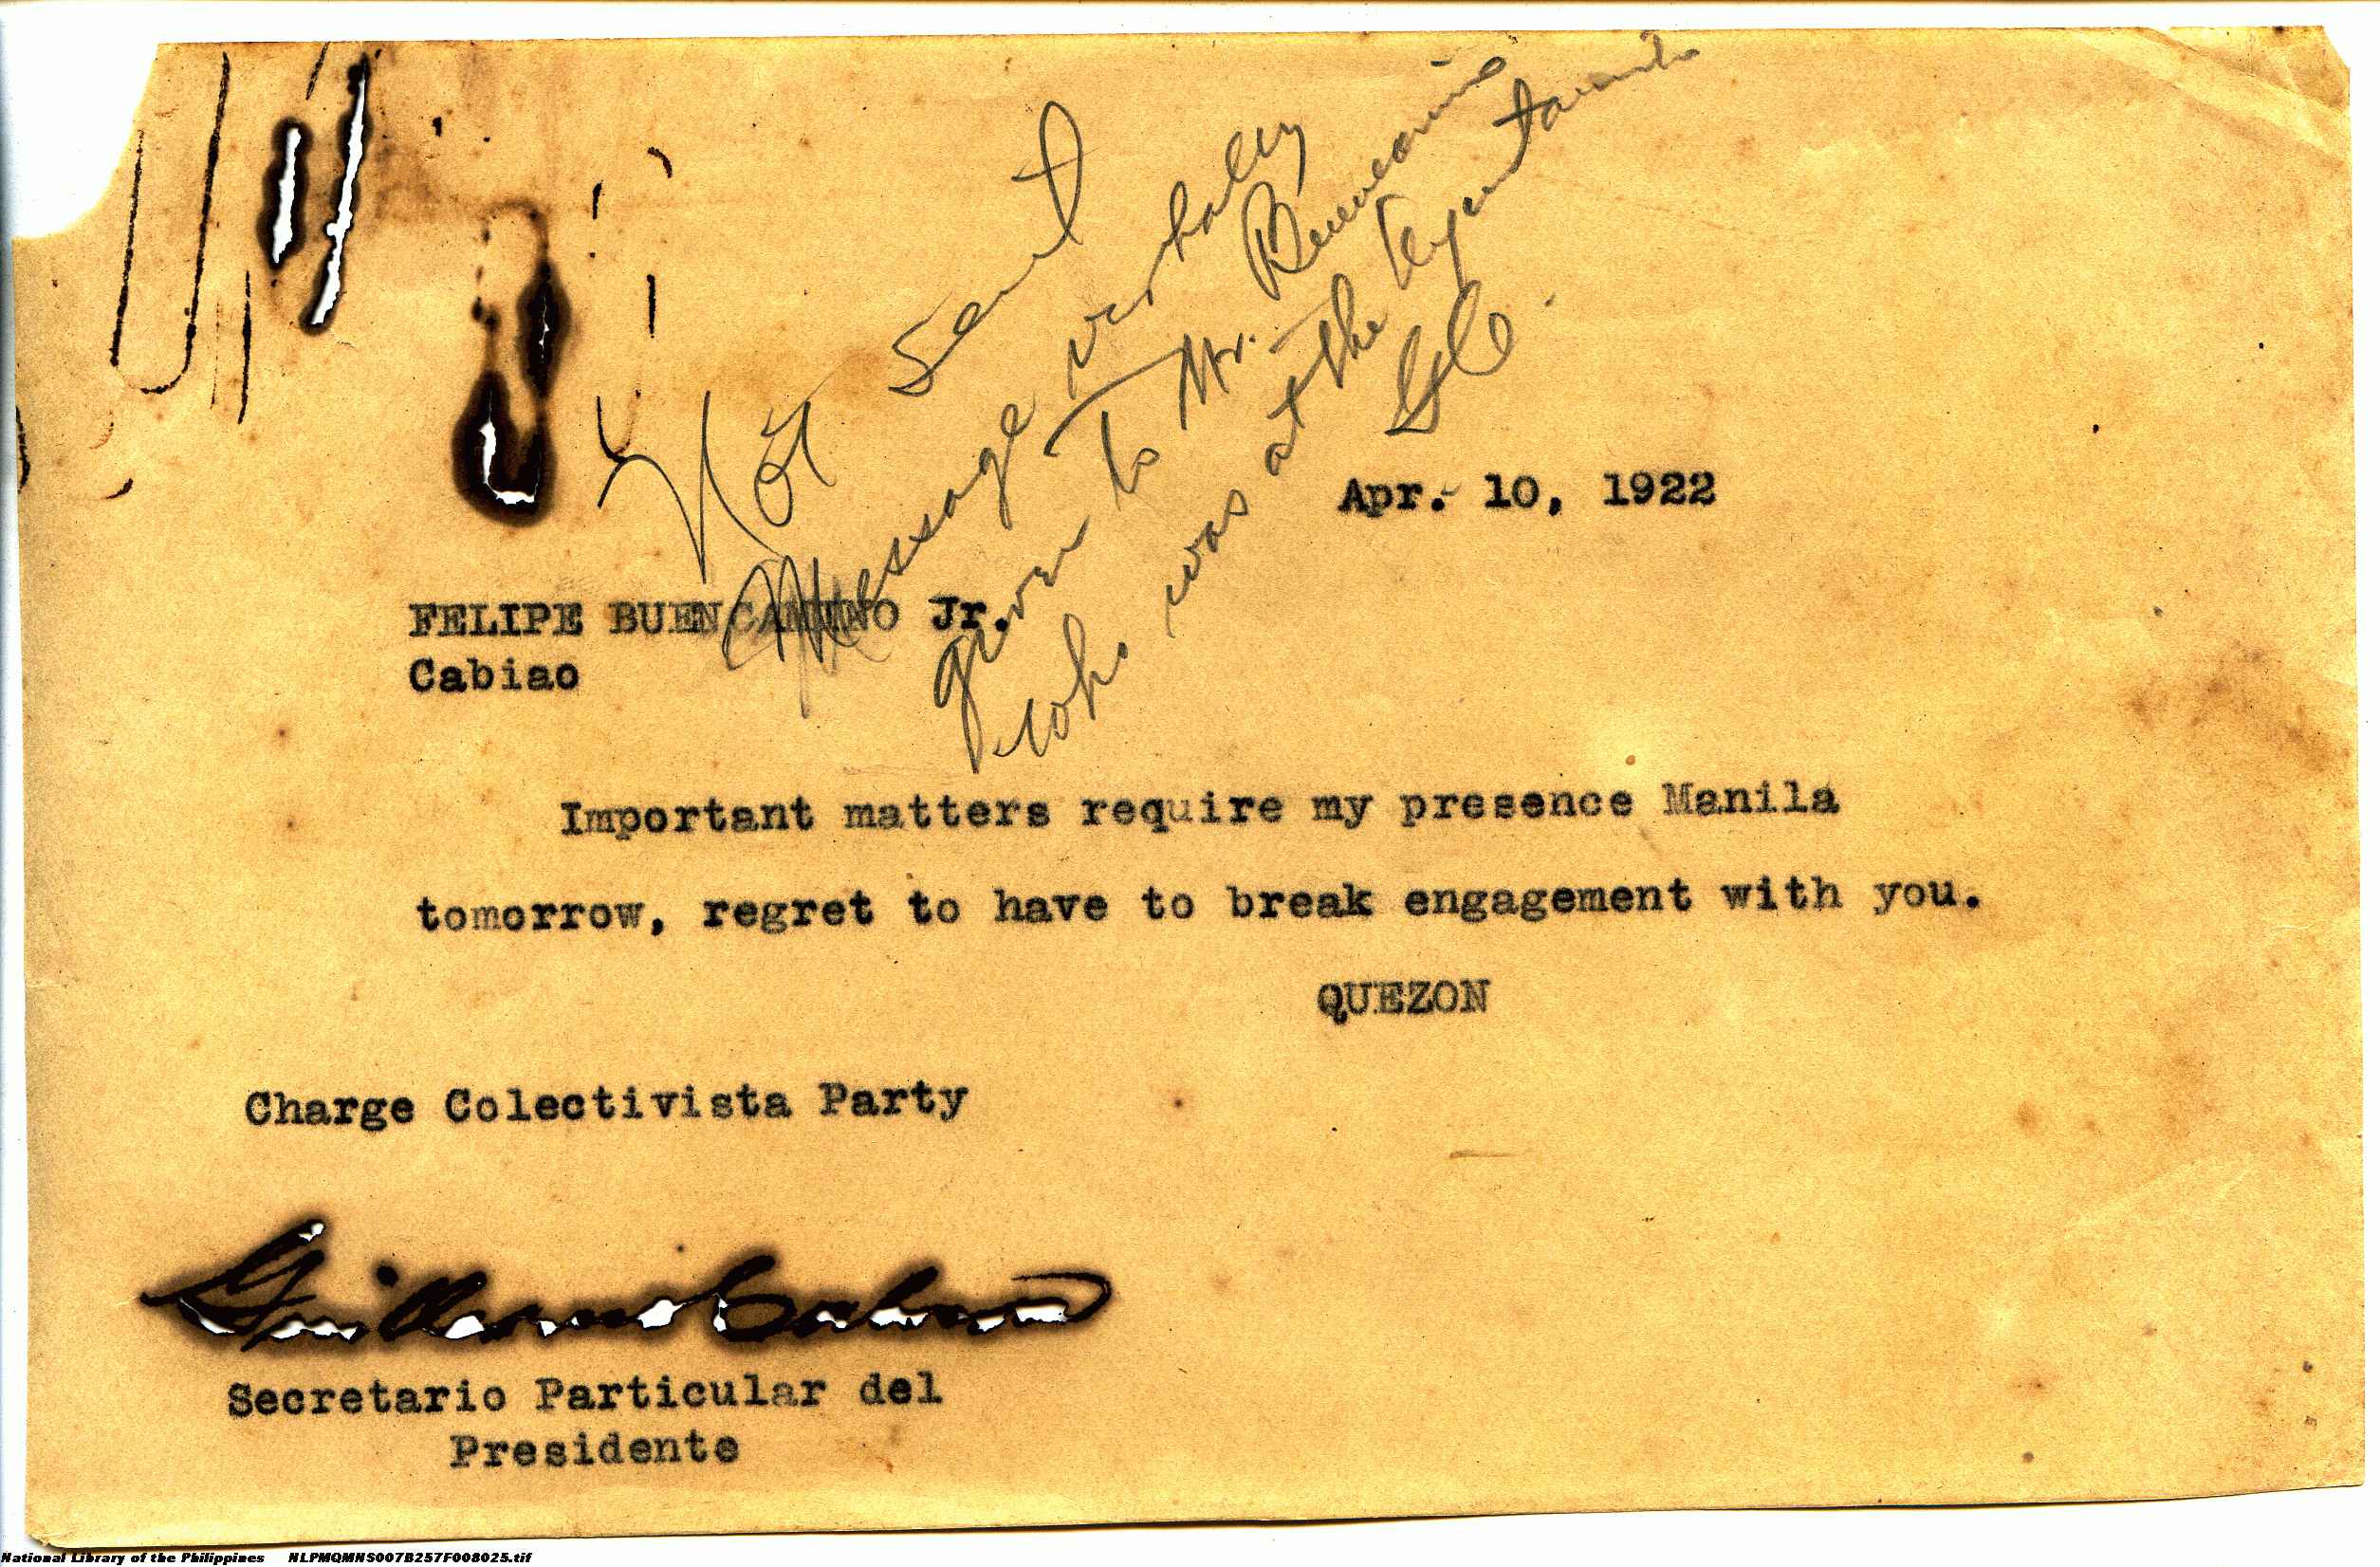 Not sent
Message verbally
given to Mr. Buencamino
who was at the Ayuntamiento
Apr. 10, 1922
FELIPE BUENCAMINO Jr.
Cabiao
Important matters require my presence Manila
tomorrow, regret to have to break engagement with you.
QUEZON
Charge Colectivista Party
Guillermo
Secretario Particular del
Presidente
National Library of the Philippines NLPMQMNS007B257F008025.tif